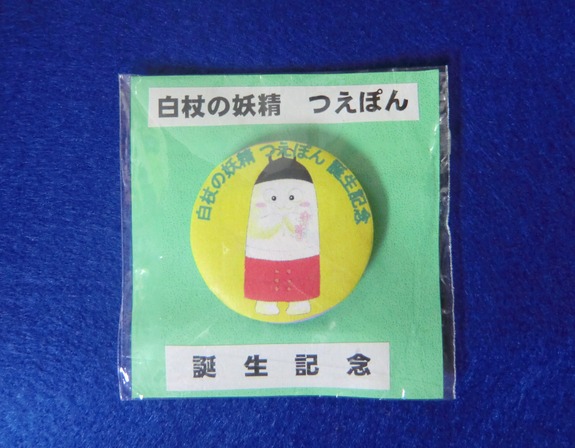 白杖の妖精　つえぽん
白杖の妖精 つえぽん 誕生記念
誕　生　記　念